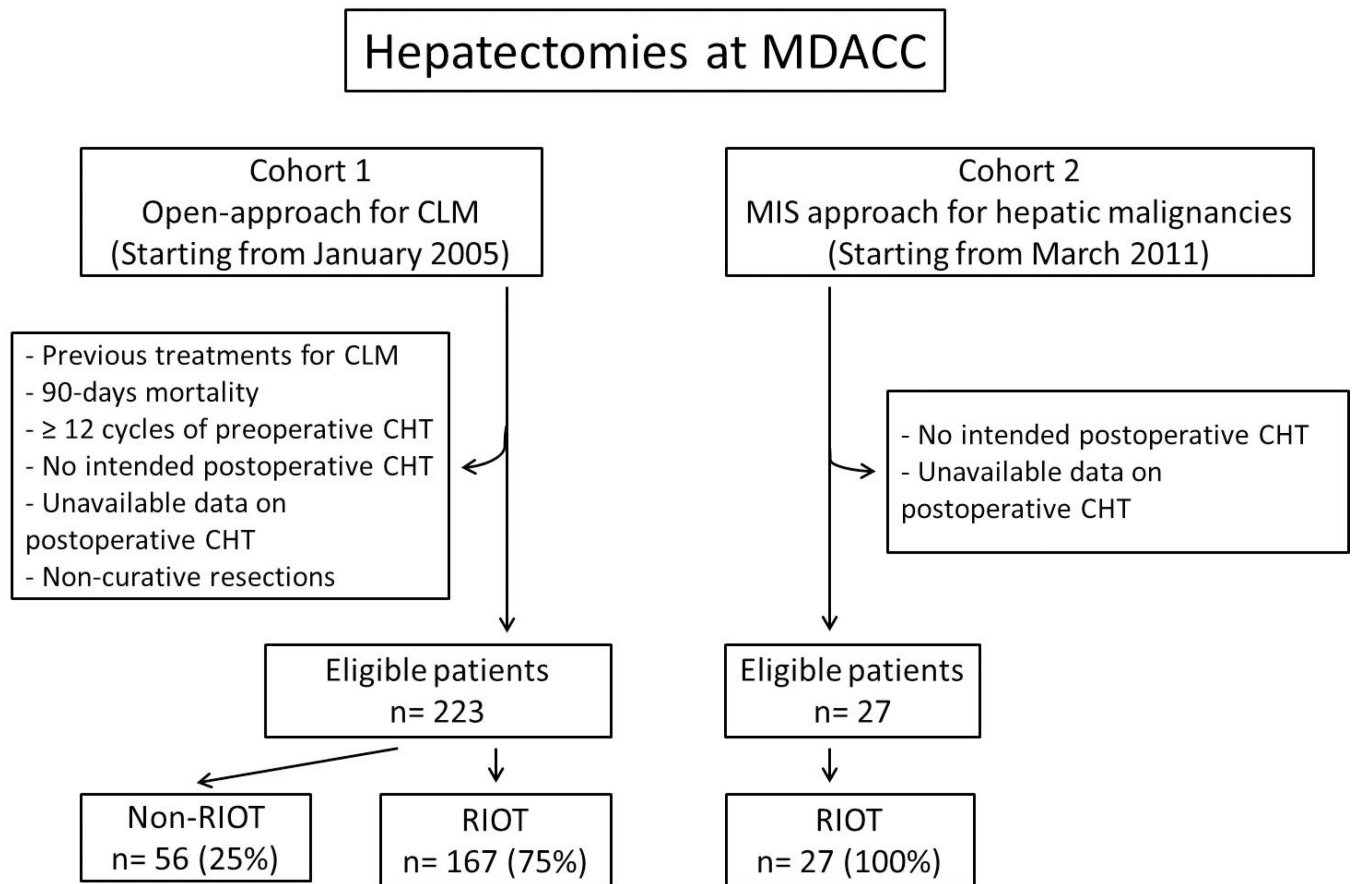 Hepatectomies at MDACC
Cohort 1
Open-approach for CLM
(Starting from January 2005)
Cohort 2
MIS approach for hepatic malignancies
(Starting from March 2011)
- Previous treatments for CLM
- 90-days mortality
- ≥ 12 cycles of preoperative CHT
- No intended postoperative CHT
- Unavailable data on
postoperative CHT
- Non-curative resections
- No intended postoperative CHT
- Unavailable data on
postoperative CHT
Eligible patients
n= 223
Eligible patients
n= 27
Non-RIOT
n= 56 (25%)
RIOT
n= 167 (75%)
RIOT
n= 27 (100%)